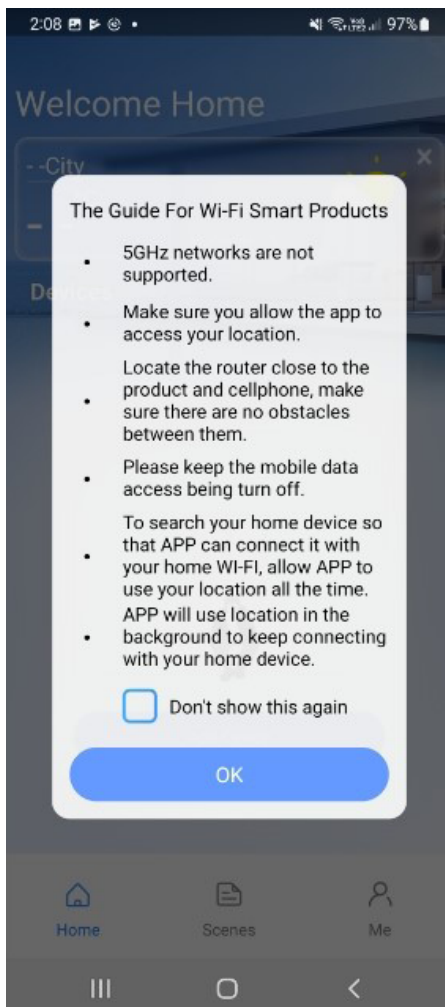 2:08
97%
Welcome Home
- -City
Devices
The Guide For Wi-Fi Smart Products
• 5GHz networks are not
supported.
• Make sure you allow the app to
access your location.
Locate the router close to the
• product and cellphone, make
sure there are no obstacles
between them.
• Please keep the mobile data
access being turn off.
To search your home device so
• that APP can connect it with
your home WI-FI, allow APP to
use your location all the time.
APP will use location in the
• background to keep connecting
with your home device.
Don't show this again
OK
Home
Scenes
Me